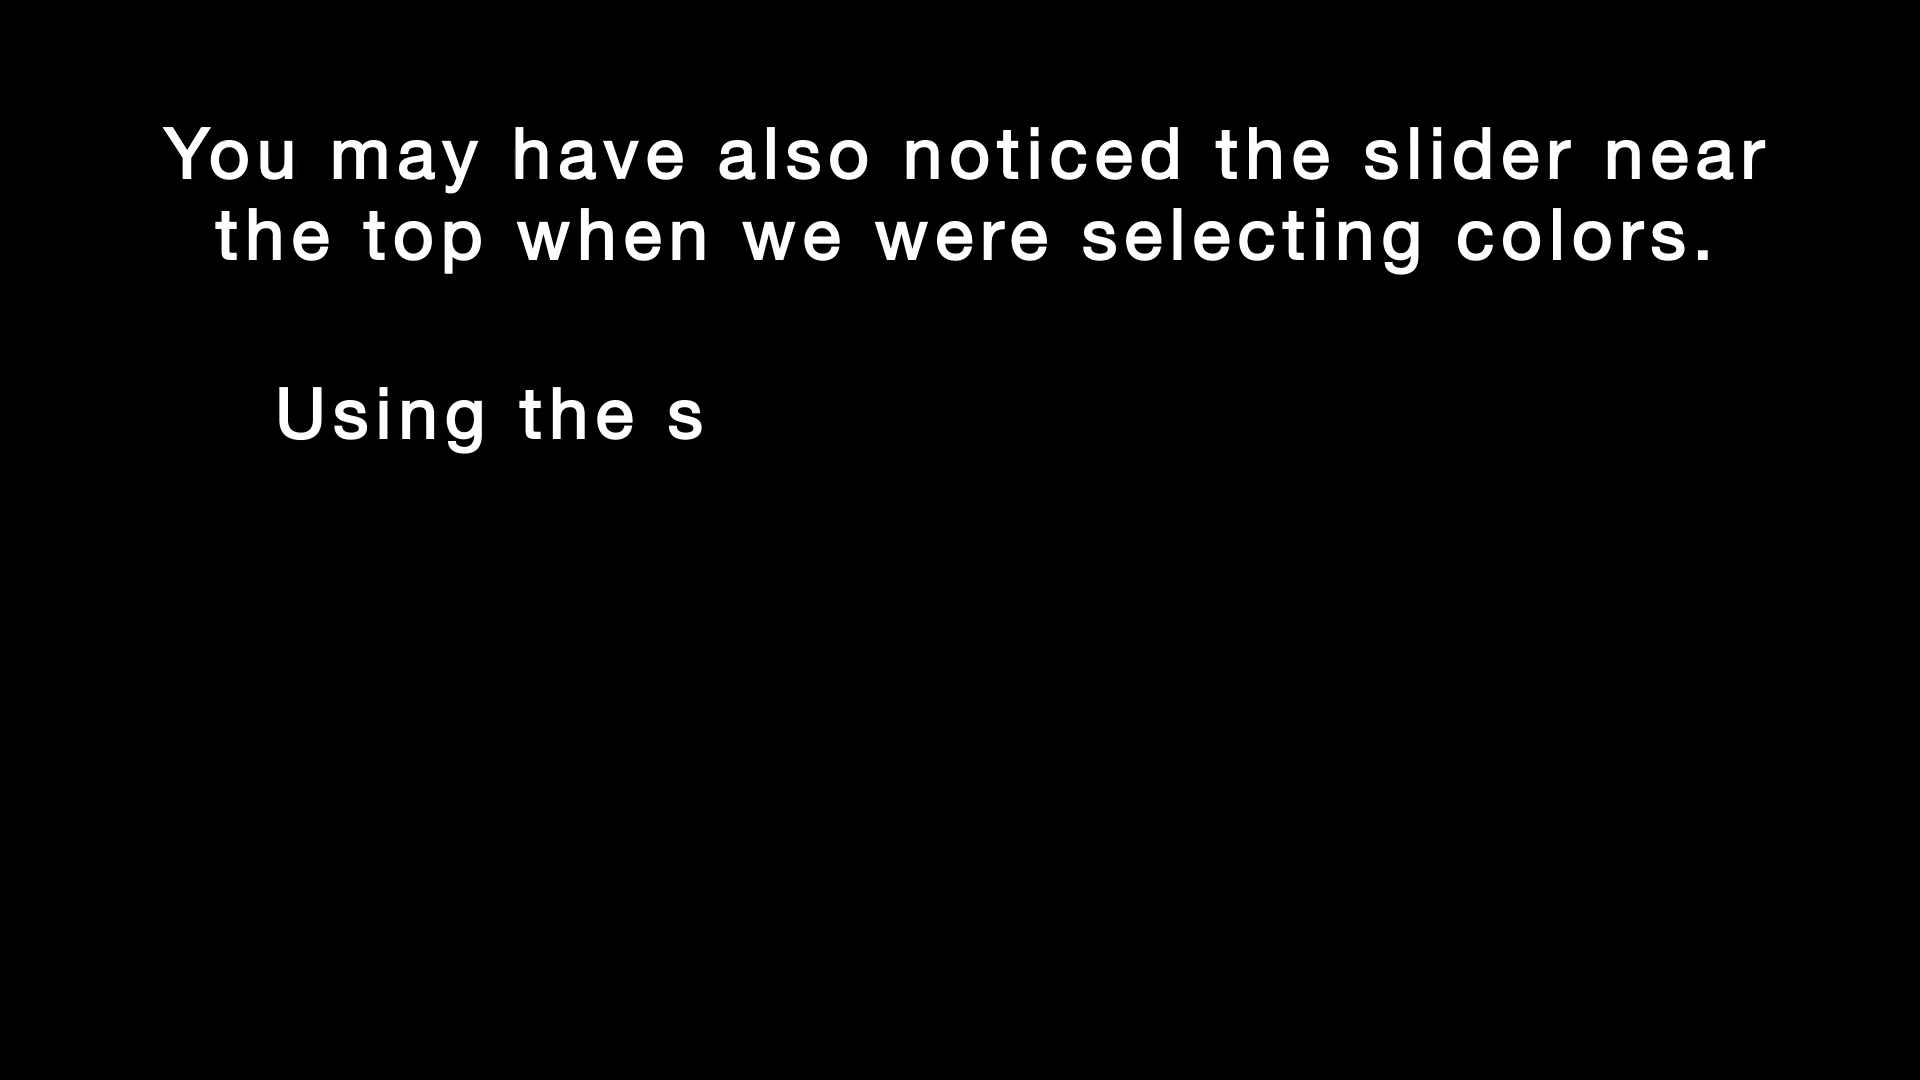 You may have also noticed the slider near
the top when we were selecting colors.
Using the s